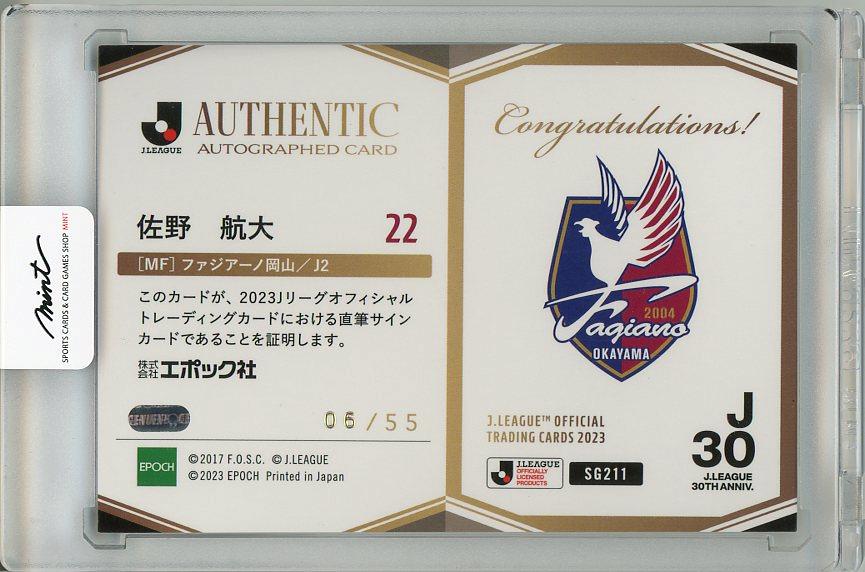 J.LEAGUE
AUTHENTIC
AUTOGRAPHED CARD
佐野 航大 22
[MF] ファジアーノ岡山／J2
このカードが、2023Jリーグオフィシャル
トレーディングカードにおける直筆サイン
カードであることを証明します。
株式会社エポック社
06/55
EPOCH
©2017 F.O.S.C. ©J.LEAGUE
©2023 EPOCH Printed in Japan
Congratulations!
2004
Fagiano
OKAYAMA
J.LEAGUE™ OFFICIAL
TRADING CARDS 2023
J.LEAGUE
OFFICIALLY
LICENSED
PRODUCTS
SG211
J
30
J.LEAGUE
30TH ANNIV.
mint
SPORTS CARDS & CARD GAMES SHOP MINT